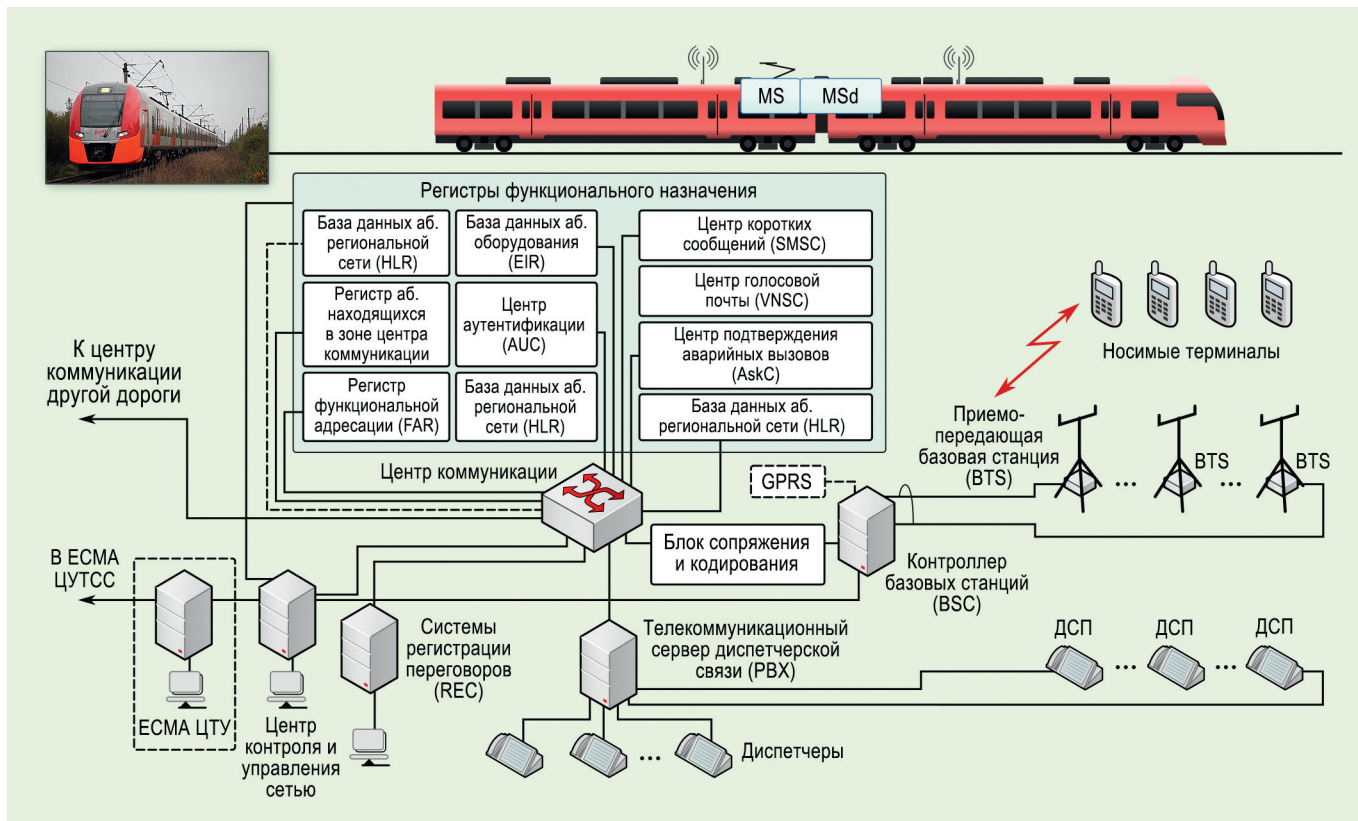 MS
MSd
Регистры функционального назначения
База данных аб.
региональной
сети (HLR)
База данных аб.
оборудования
(EIR)
Центр коротких
сообщений (SMSC)
Регистр аб.
находящихся
в зоне центра
коммуникации
Центр
аутентификации
(AUC)
Центр голосовой
почты (VNSC)
Центр подтверждения
аварийных вызовов
(AskC)
Регистр
функциональной
адресации (FAR)
База данных аб.
региональной
сети (HLR)
База данных аб.
региональной сети (HLR)
К центру
коммуникации
другой дороги
Центр коммуникации
Носимые терминалы
Приемо-
передающая
базовая станция
(BTS)
BTS
BTS
...
...
GPRS
Блок сопряжения
и кодирования
Контроллер
базовых станций
(BSC)
В ЕСМА
ЦУТСС
ЕСМА ЦТУ
Центр
контроля и
управления
сетью
Системы
регистрации
переговоров
(REC)
Телекоммуникационный
сервер диспетчерской
связи (PBX)
ДСП
ДСП
ДСП
...
...
...
Диспетчеры